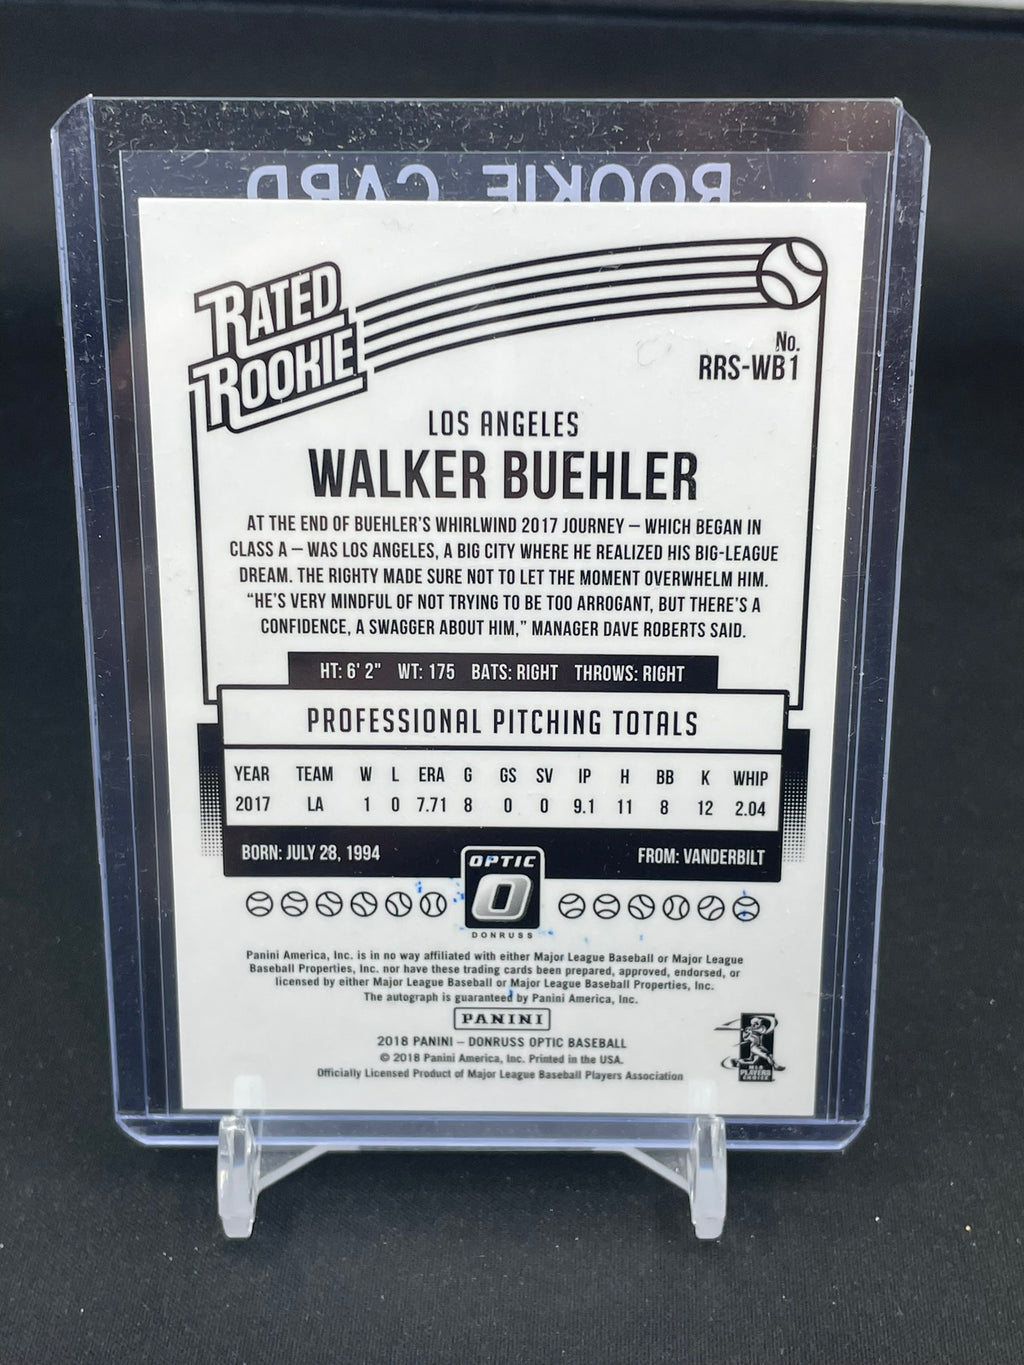 ROOKIE CARD
RATED
ROOKIE
No.
RRS-WB1
LOS ANGELES
WALKER BUEHLER
AT THE END OF BUEHLER'S WHIRLWIND 2017 JOURNEY – WHICH BEGAN IN
CLASS A – WAS LOS ANGELES, A BIG CITY WHERE HE REALIZED HIS BIG-LEAGUE
DREAM. THE RIGHTY MADE SURE NOT TO LET THE MOMENT OVERWHELM HIM.
“HE'S VERY MINDFUL OF NOT TRYING TO BE TOO ARROGANT, BUT THERE'S A
CONFIDENCE, A SWAGGER ABOUT HIM,” MANAGER DAVE ROBERTS SAID.
HT: 6' 2" WT: 175 BATS: RIGHT THROWS: RIGHT
PROFESSIONAL PITCHING TOTALS
YEAR TEAM W L ERA G GS SV IP H BB K WHIP
2017 LA 1 0 7.71 8 0 0 9.1 11 8 12 2.04
BORN: JULY 28, 1994 FROM: VANDERBILT
OPTIC
O
DONRUSS
Panini America, Inc. is in no way affiliated with either Major League Baseball or Major League
Baseball Properties, Inc. nor have these trading cards been prepared, approved, endorsed, or
licensed by either Major League Baseball or Major League Baseball Properties, Inc.
The autograph is guaranteed by Panini America, Inc.
PANINI
2018 PANINI – DONRUSS OPTIC BASEBALL
© 2018 Panini America, Inc. Printed in the USA.
Officially Licensed Product of Major League Baseball Players Association
MLB
PLAYERS
CHOICE